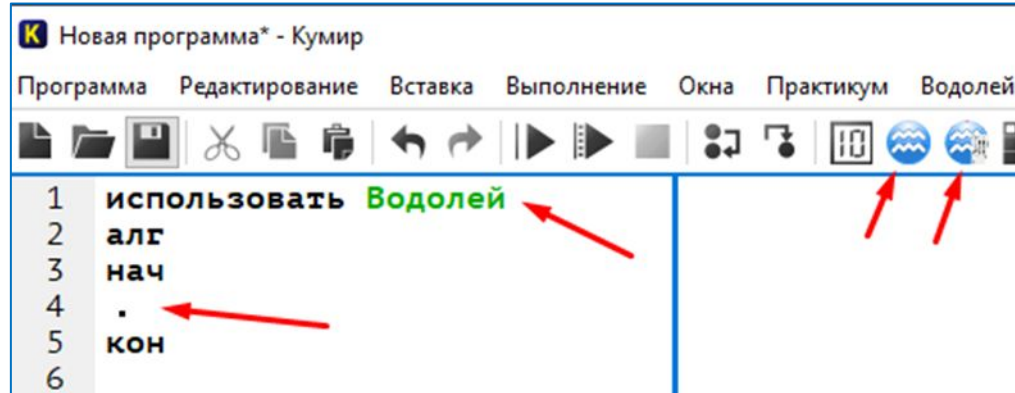 K Новая программа* - Кумир
Программа Редактирование Вставка Выполнение Окна Практикум Водолей
10
1 использовать Водолей
2 алг
3 нач
4 .
5 кон
6